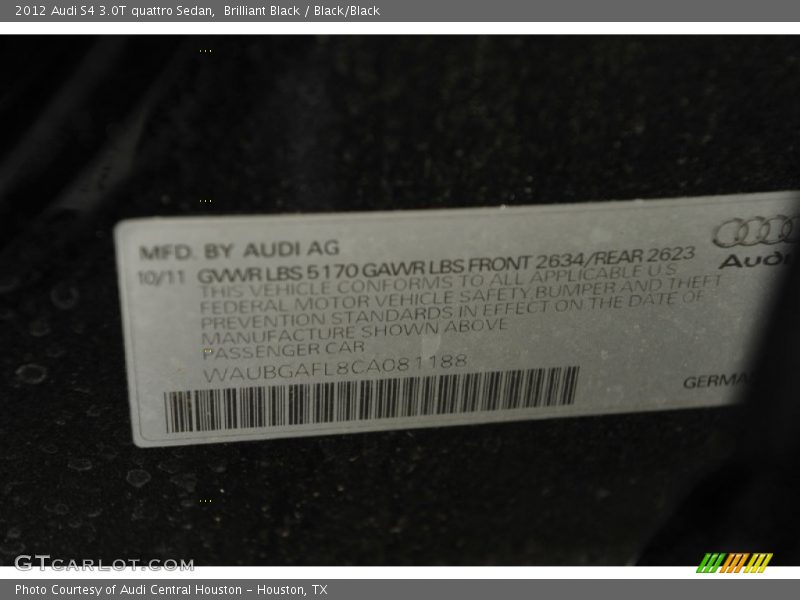 2012 Audi S4 3.0T quattro Sedan,  Brilliant Black / Black/Black
MFD. BY AUDI AG
10/11 GVWR LBS 5170 GAWR LBS FRONT 2634/REAR 2623
THIS VEHICLE CONFORMS TO ALL APPLICABLE U.S
FEDERAL MOTOR VEHICLE SAFETY,BUMPER AND THEFT
PREVENTION STANDARDS IN EFFECT ON THE DATE OF
MANUFACTURE SHOWN ABOVE
PASSENGER CAR
WAUBGAFL8CA081188
Audi
GERMA
GTCARLOT.COM
Photo Courtesy of Audi Central Houston - Houston, TX